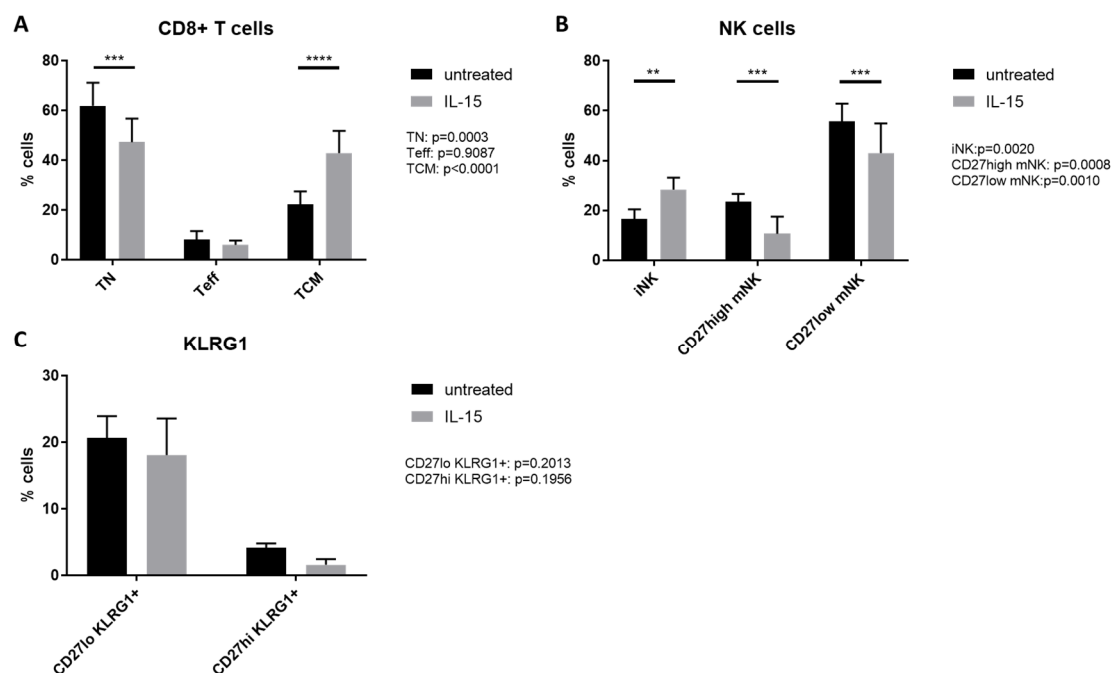 A
CD8+ T cells
% cells
80
60
40
20
0
***
****
TN
Teff
TCM
untreated
IL-15
TN: p=0.0003
Teff: p=0.9087
TCM: p<0.0001
B
NK cells
% cells
80
60
40
20
0
**
***
***
iNK
CD27high mNK
CD27low mNK
untreated
IL-15
iNK:p=0.0020
CD27high mNK: p=0.0008
CD27low mNK:p=0.0010
C
KLRG1
% cells
30
20
10
0
CD27lo KLRG1+
CD27hi KLRG1+
untreated
IL-15
CD27lo KLRG1+: p=0.2013
CD27hi KLRG1+: p=0.1956